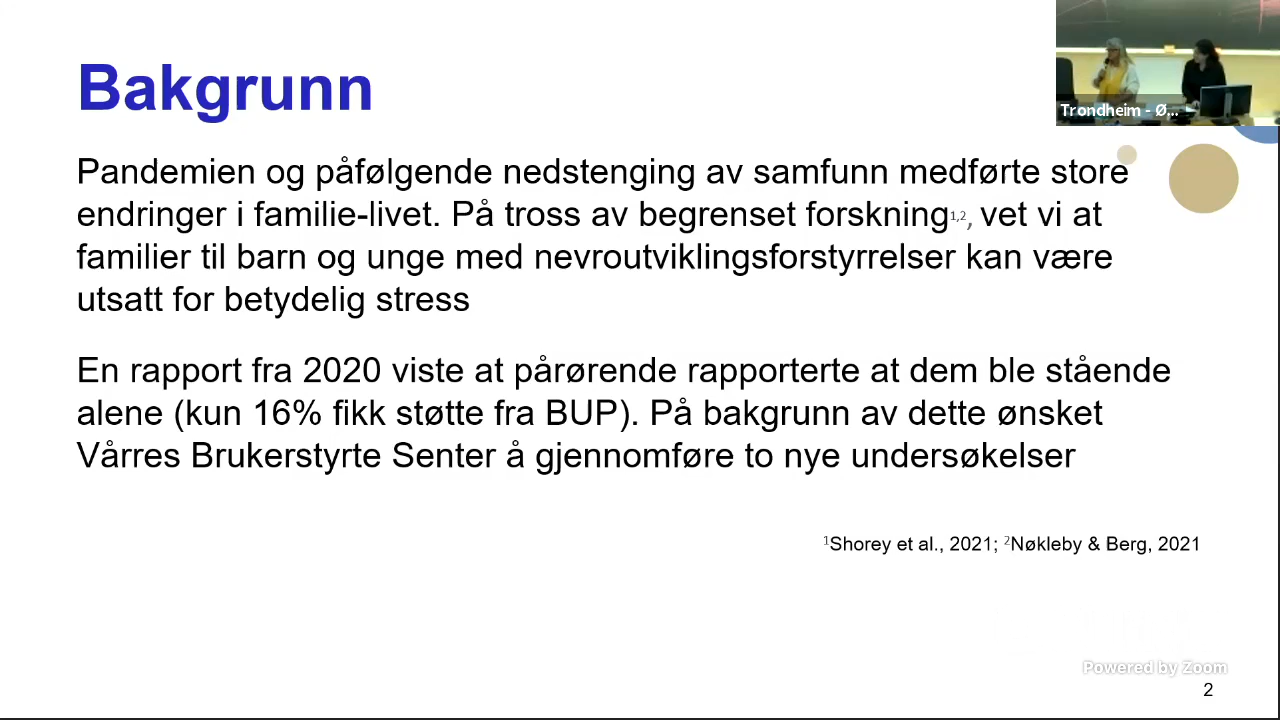 Bakgrunn
Trondheim - Ø...
Pandemien og påfølgende nedstenging av samfunn medførte store
endringer i familie-livet. På tross av begrenset forskning1,2, vet vi at
familier til barn og unge med nevroutviklingsforstyrrelser kan være
utsatt for betydelig stress
En rapport fra 2020 viste at pårørende rapporterte at dem ble stående
alene (kun 16% fikk støtte fra BUP). På bakgrunn av dette ønsket
Vårres Brukerstyrte Senter å gjennomføre to nye undersøkelser
1Shorey et al., 2021; 2Nøkleby & Berg, 2021
Powered by Zoom
2